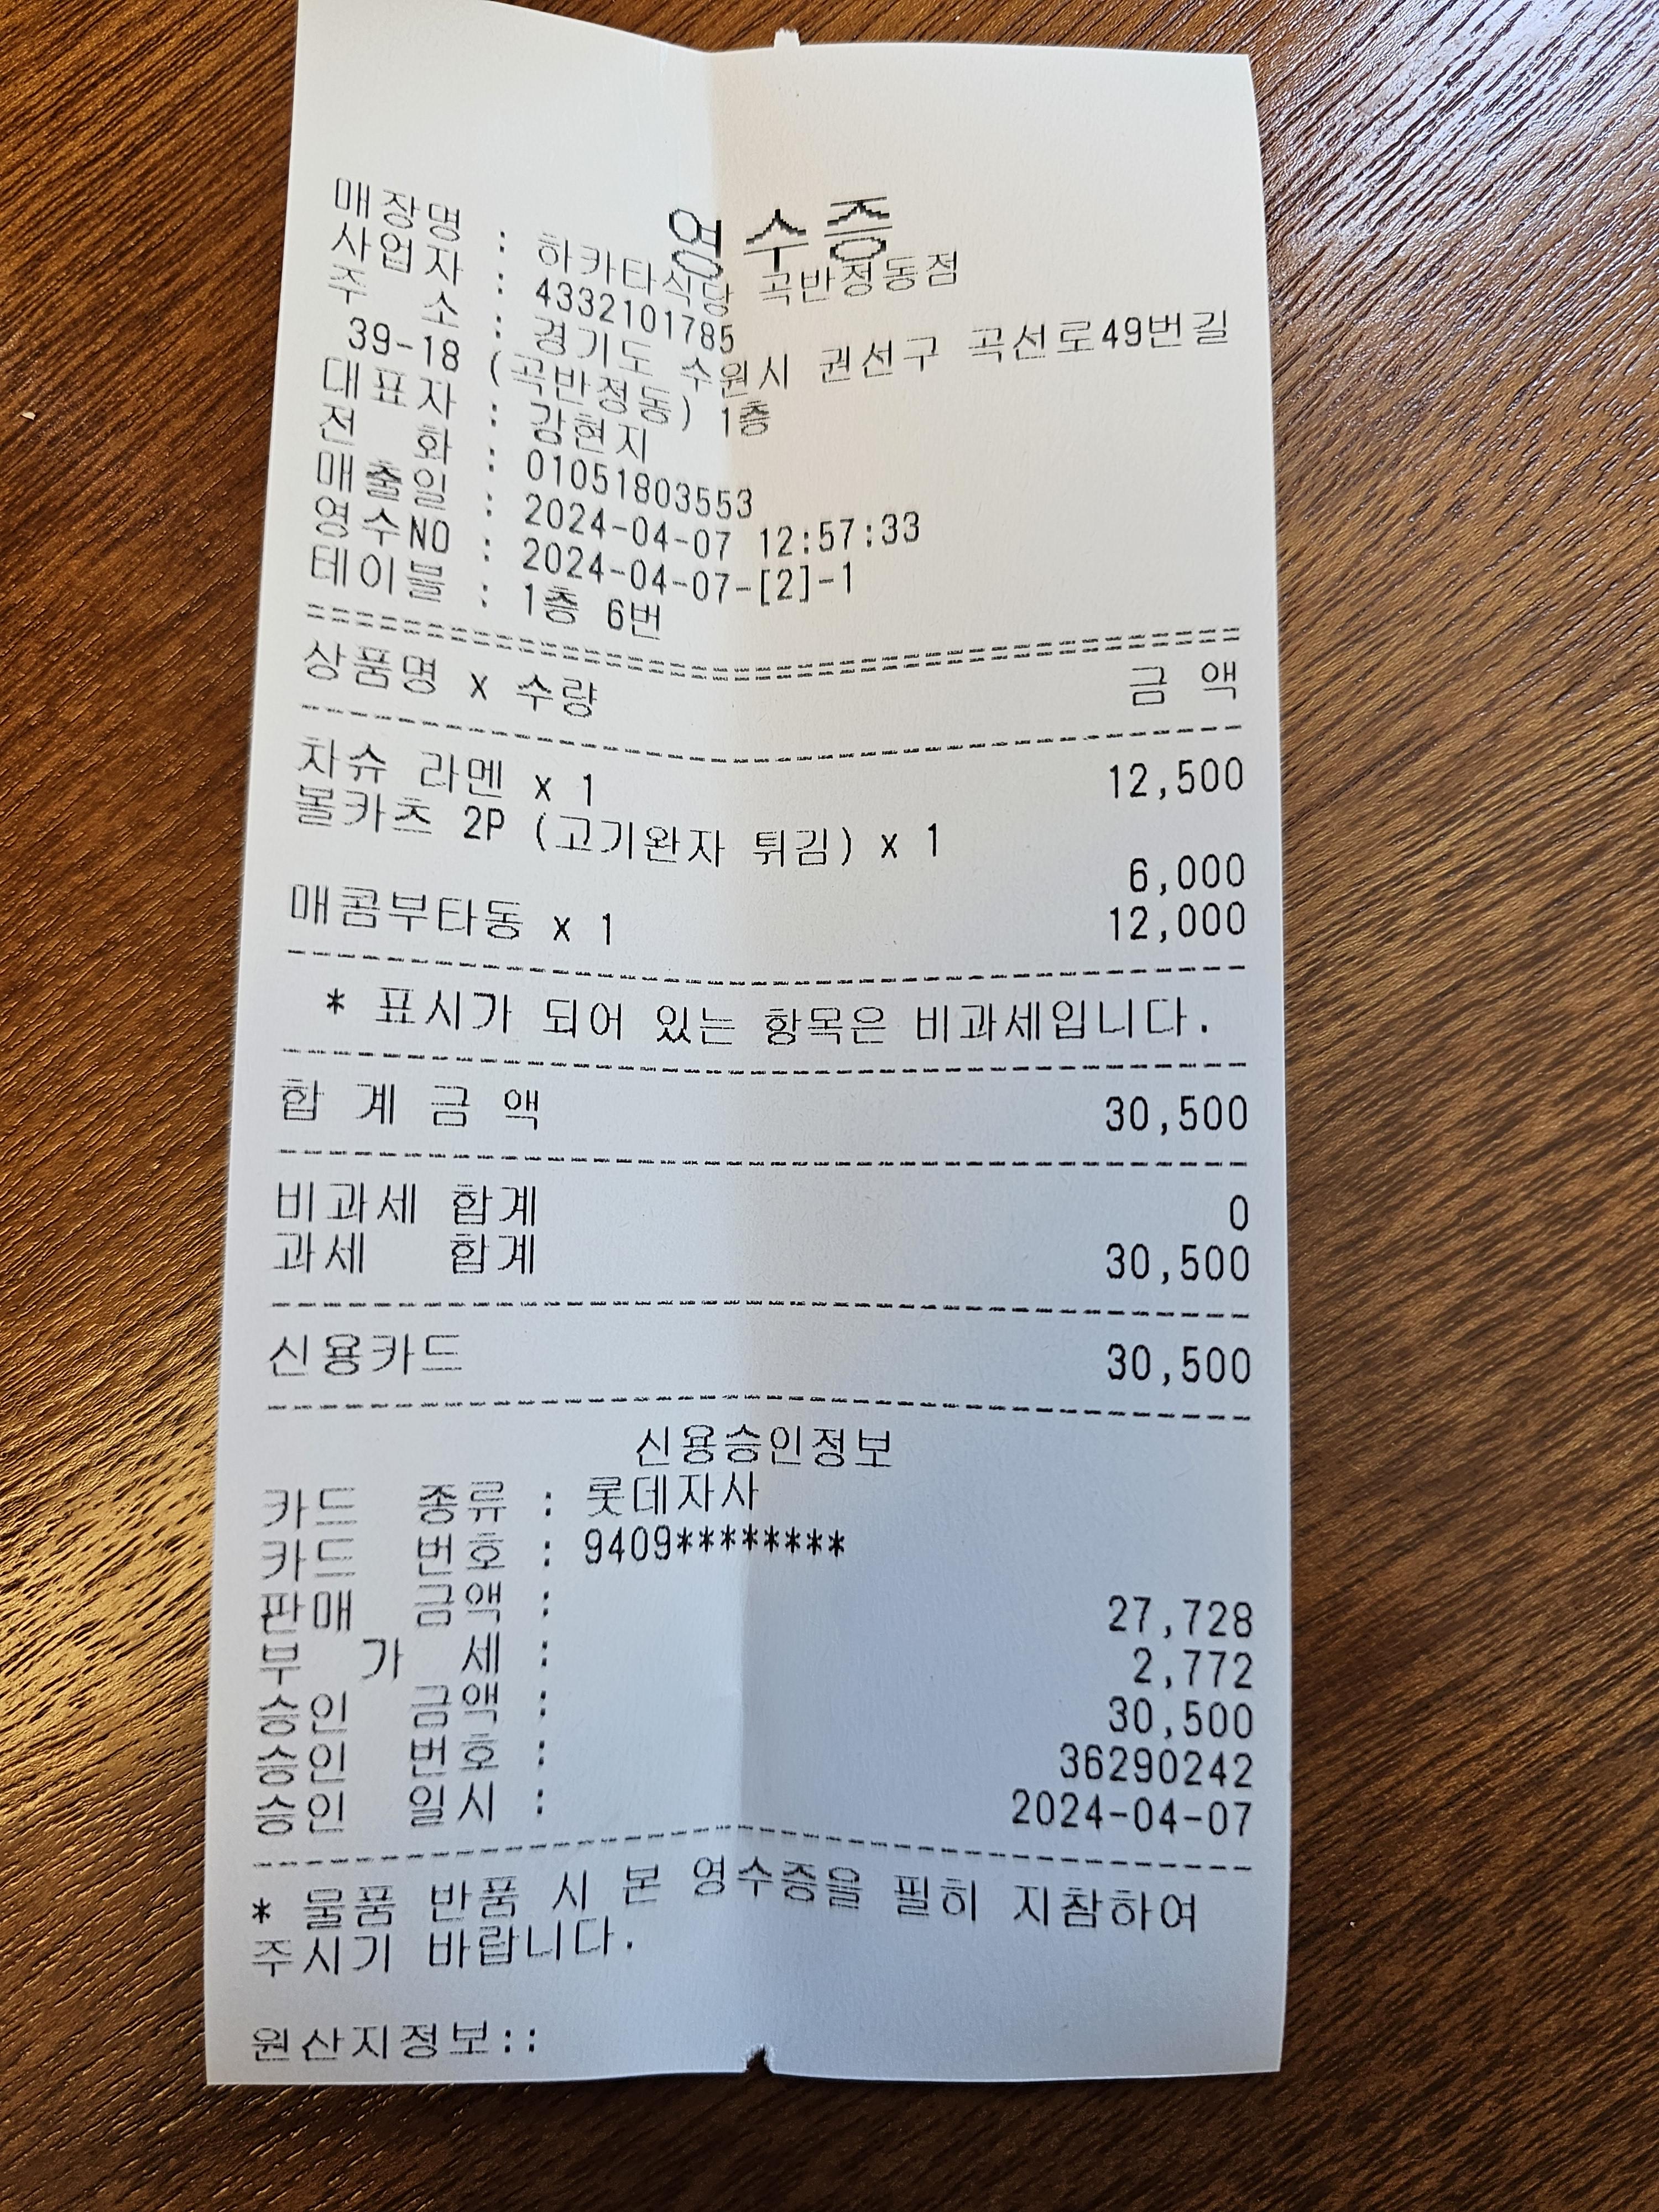 영수증
매장명 : 하카타식당 곡반정동점
사업자 : 4332101785
주 소 : 경기도 수원시 권선구 곡선로49번길
39-18 (곡반정동) 1층
대표자 : 강현지
전 화 : 01051803553
매출일 : 2024-04-07 12:57:33
영수NO : 2024-04-07-[2]-1
테이블 : 1층 6번
상품명 x 수량 금 액
차슈 라멘 x 1 12,500
볼카츠 2P (고기완자 튀김) x 1
6,000
매콤부타동 x 1 12,000
* 표시가 되어 있는 항목은 비과세입니다.
합 계 금 액 30,500
비과세 합계 0
과세 합계 30,500
신용카드 30,500
신용승인정보
카드 종류 : 롯데자사
카드 번호 : 9409********
판매 금액 : 27,728
부 가 세 : 2,772
승인 금액 : 30,500
승인 번호 : 36290242
승인 일시 : 2024-04-07
* 물품 반품 시 본 영수증을 필히 지참하여
주시기 바랍니다.
원산지정보::